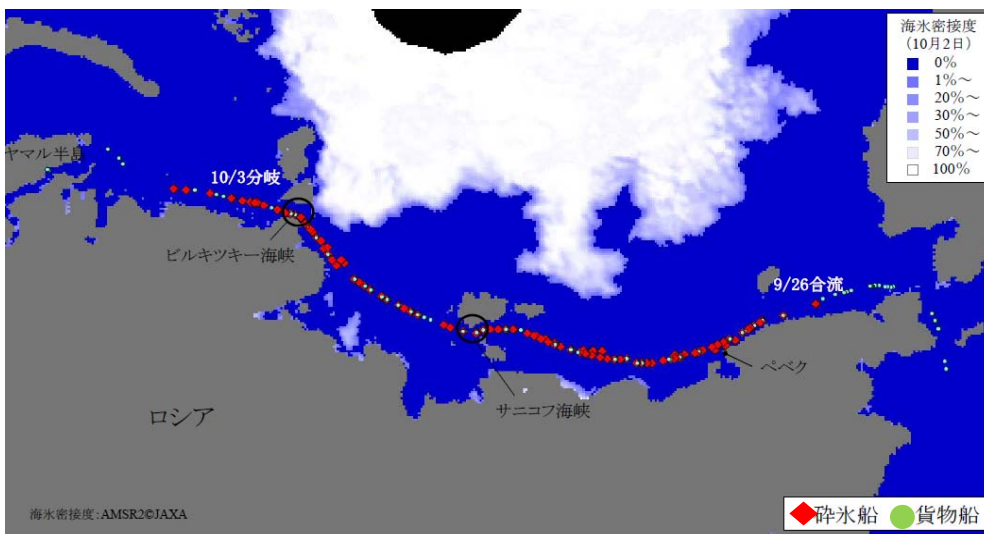 海氷密接度
（10月2日）
0%
1%～
20%～
30%～
50%～
70%～
100%
ヤマル半島
10/3分岐
ビルキツキー海峡
9/26合流
ペベク
サニコフ海峡
ロシア
海氷密接度:AMSR2©JAXA
砕氷船 貨物船